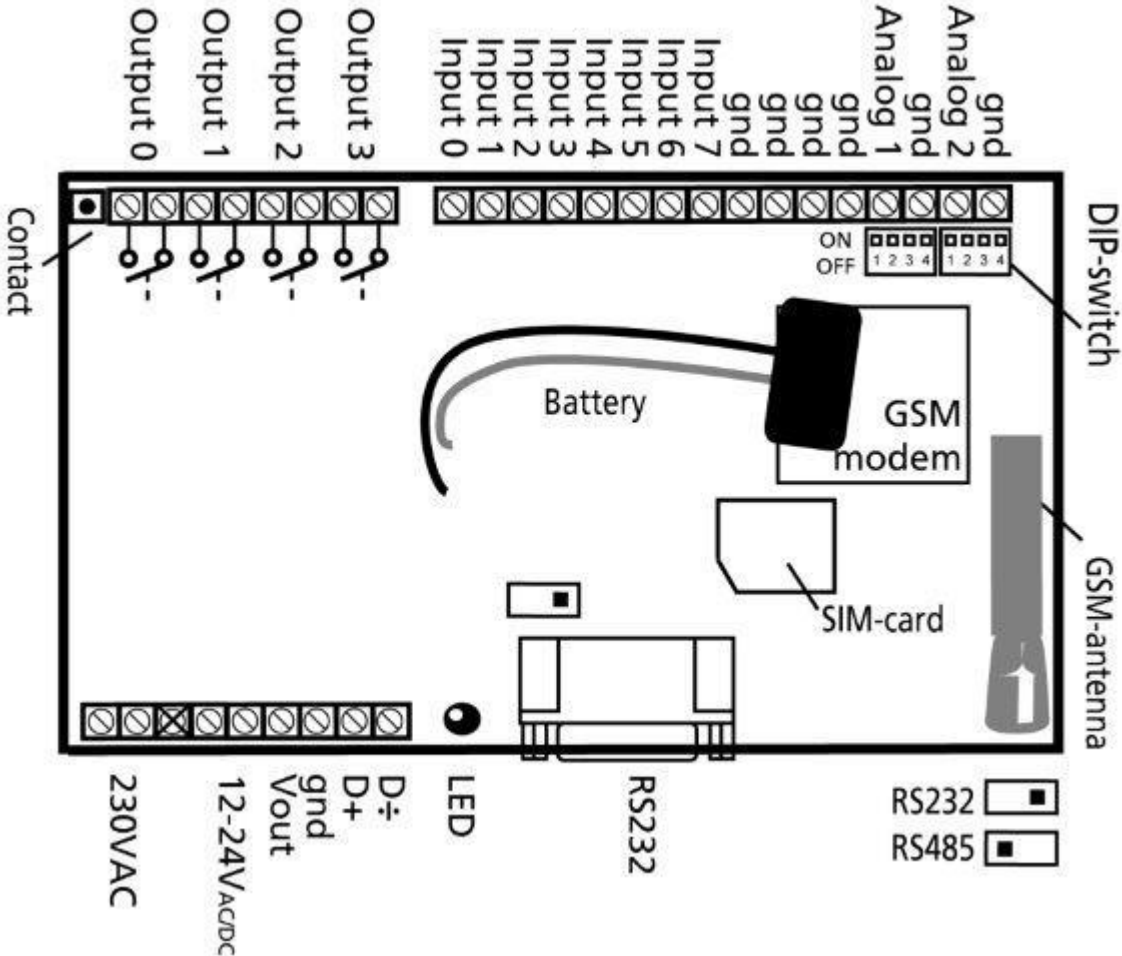 Output 0
Output 1
Output 2
Output 3
Input 0
Input 1
Input 2
Input 3
Input 4
Input 5
Input 6
Input 7
gnd
gnd
gnd
gnd
Analog 1
gnd
Analog 2
gnd
Contact
ON
OFF
1 2 3 4
1 2 3 4
DIP-switch
Battery
GSM
modem
SIM-card
GSM-antenna
230VAC
12-24VAC/DC
Vout
gnd
D+
D÷
LED
RS232
RS232
RS485